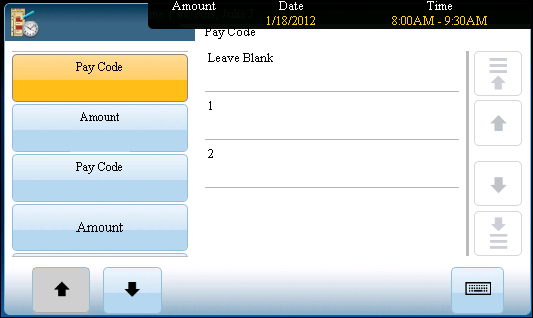 Amount Date Time
1/18/2012 8:00AM - 9:30AM
Pay Code
Pay Code
Amount
Pay Code
Amount
Leave Blank
1
2